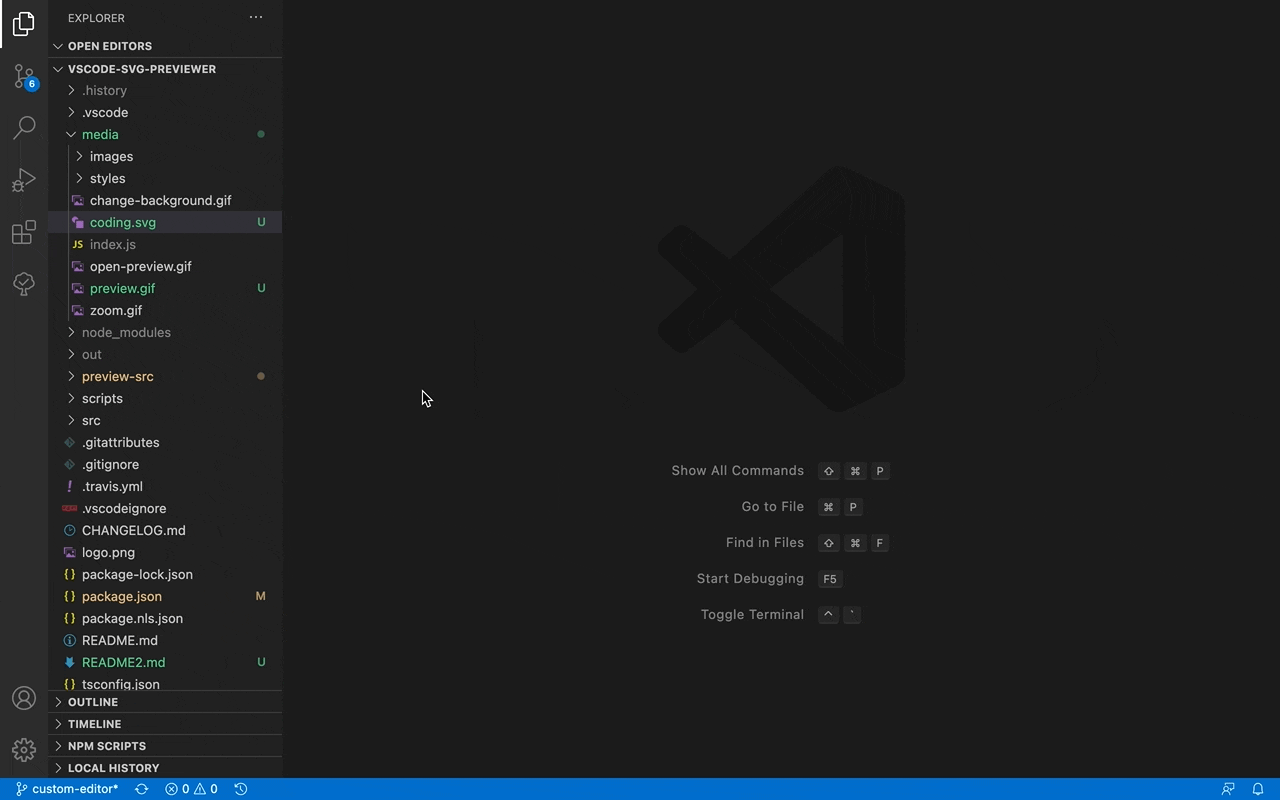 EXPLORER
OPEN EDITORS
6
VSCODE-SVG-PREVIEWER
.history
.vscode
media
images
styles
change-background.gif
coding.svg U
JS index.js
open-preview.gif
preview.gif U
zoom.gif
node_modules
out
preview-src
scripts
src
.gitattributes
.gitignore
! .travis.yml
.vscodeignore
CHANGELOG.md
logo.png
{} package-lock.json
{} package.json M
{} package.nls.json
README.md
README2.md U
{} tsconfig.json
OUTLINE
TIMELINE
NPM SCRIPTS
LOCAL HISTORY
Show All Commands ⇧ ⌘ P
Go to File ⌘ P
Find in Files ⇧ ⌘ F
Start Debugging F5
Toggle Terminal ^ `
custom-editor* 0 0